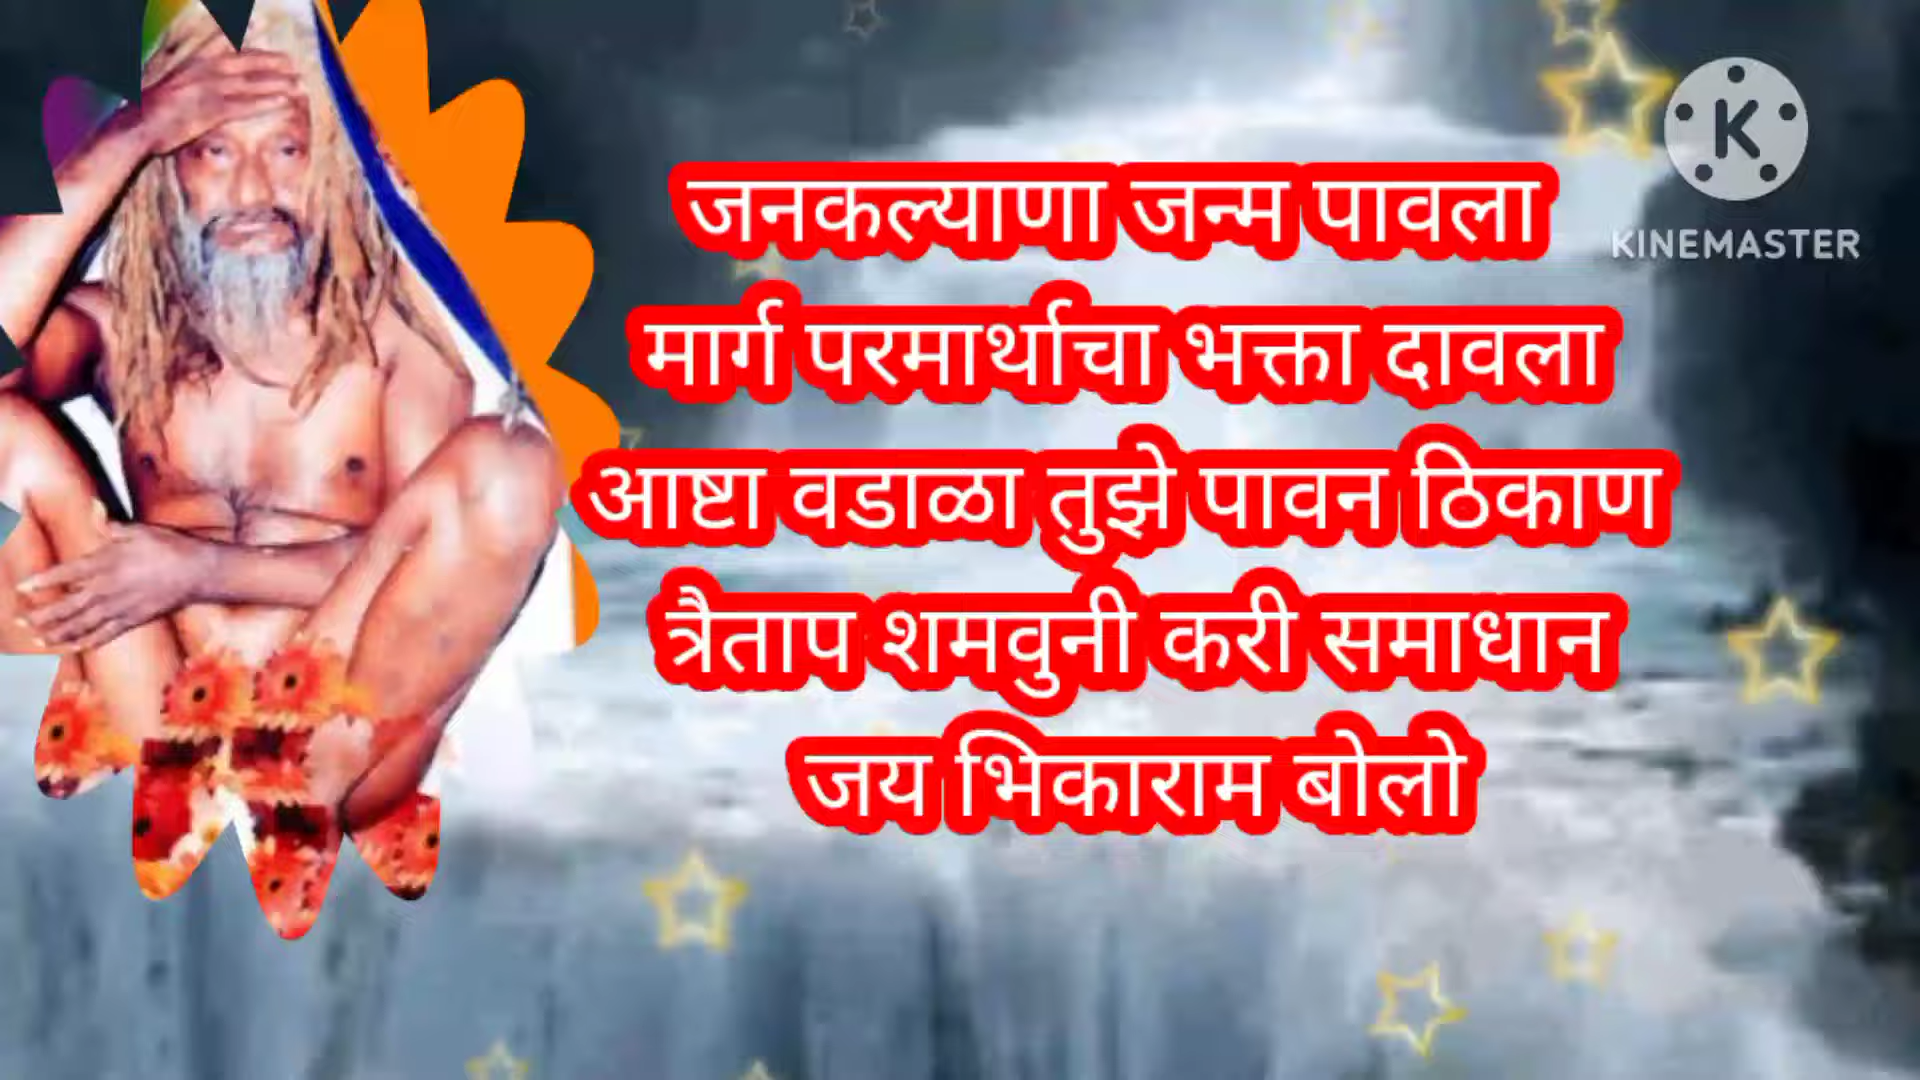 जनकल्याणा जन्म पावला
मार्ग परमार्थाचा भक्ता दावला
आष्टा वडाळा तुझे पावन ठिकाण
त्रैताप शमवुनी करी समाधान
जय भिकाराम बोलो
K
KINEMASTER